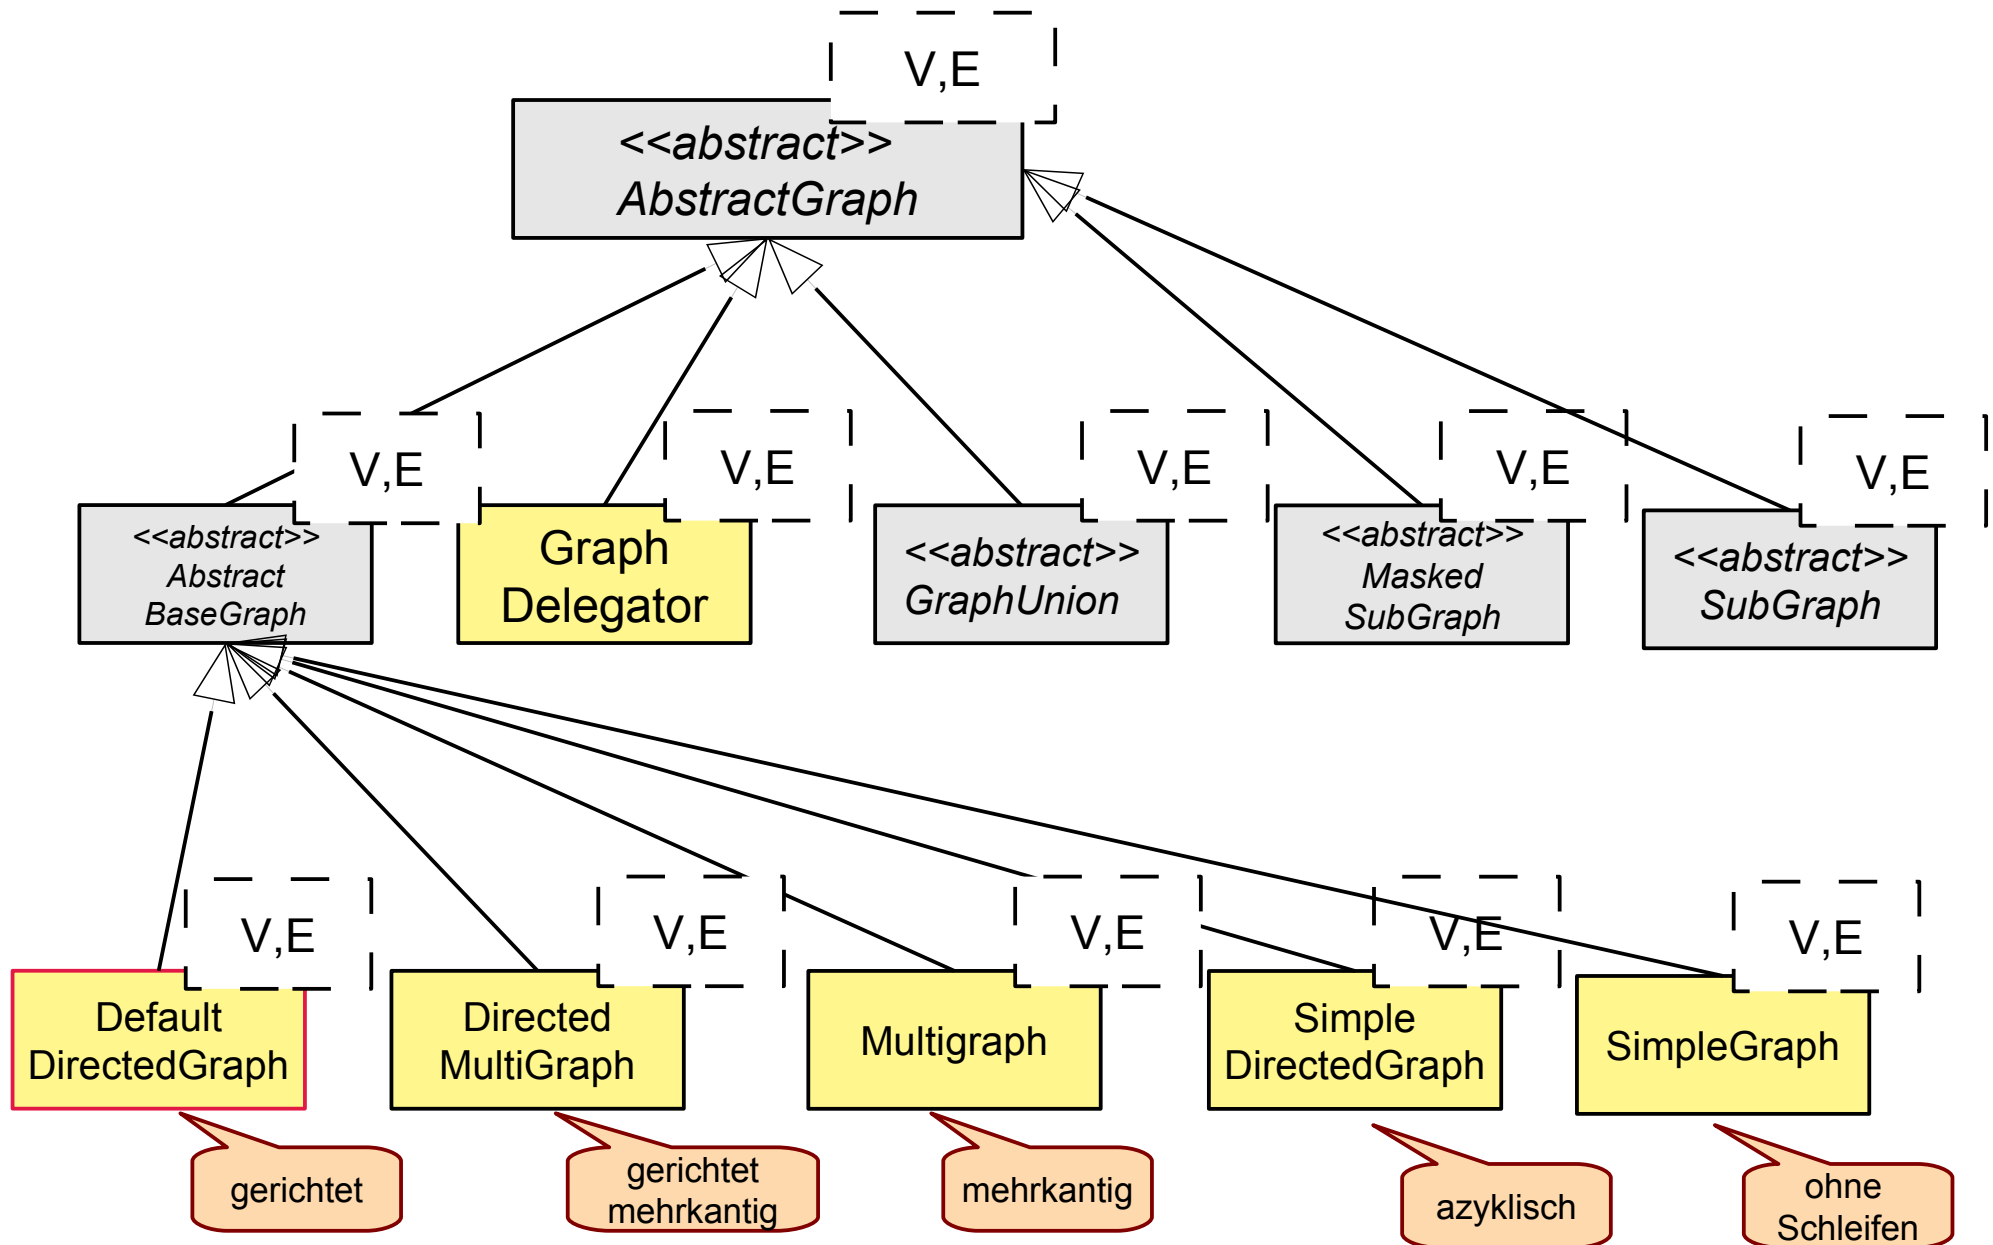 V,E
<<abstract>>
AbstractGraph
V,E
V,E
V,E
V,E
V,E
<<abstract>>
Abstract
BaseGraph
Graph
Delegator
<<abstract>>
GraphUnion
<<abstract>>
Masked
SubGraph
<<abstract>>
SubGraph
V,E
V,E
V,E
V,E
V,E
Default
DirectedGraph
Directed
MultiGraph
Multigraph
Simple
DirectedGraph
SimpleGraph
gerichtet
gerichtet
mehrkantig
mehrkantig
azyklisch
ohne
Schleifen